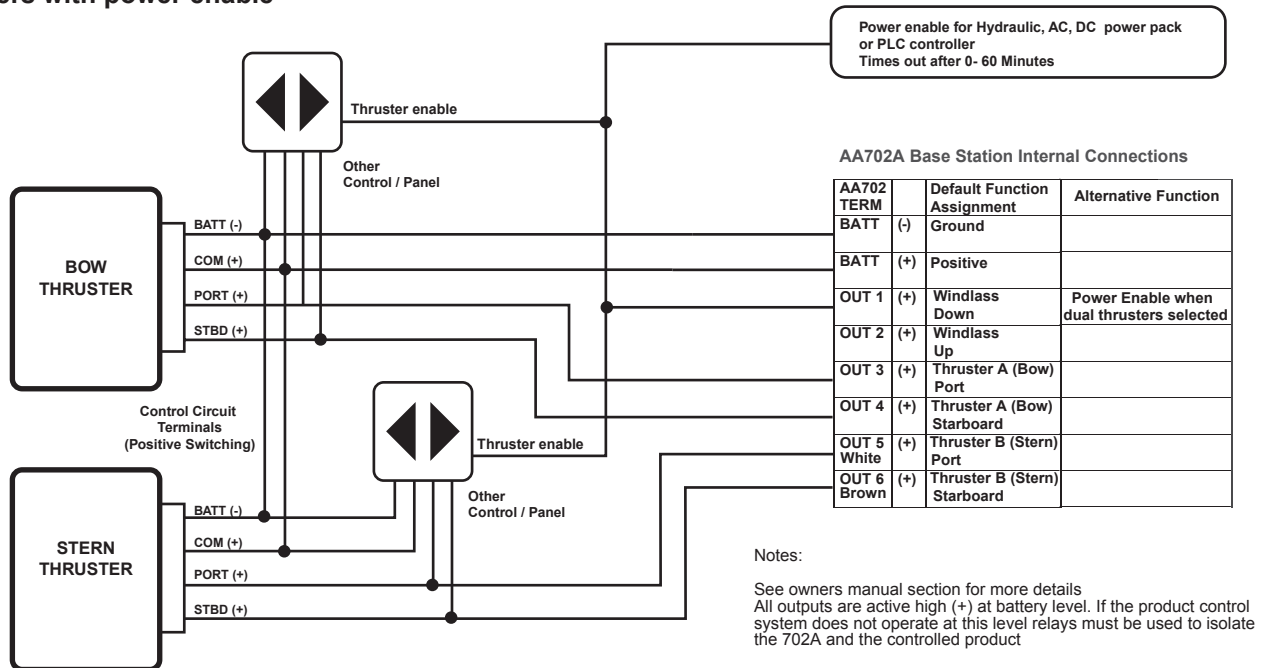 with power enable
Power enable for Hydraulic, AC, DC power pack
or PLC controller
Times out after 0- 60 Minutes
Thruster enable
Other
Control / Panel
BOW
THRUSTER
BATT (-)
COM (+)
PORT (+)
STBD (+)
Control Circuit
Terminals
(Positive Switching)
Thruster enable
Other
Control / Panel
STERN
THRUSTER
BATT (-)
COM (+)
PORT (+)
STBD (+)
AA702A Base Station Internal Connections
AA702 TERM Default Function Assignment Alternative Function
BATT (-) Ground
BATT (+) Positive
OUT 1 (+) Windlass Down Power Enable when dual thrusters selected
OUT 2 (+) Windlass Up
OUT 3 (+) Thruster A (Bow) Port
OUT 4 (+) Thruster A (Bow) Starboard
OUT 5 White (+) Thruster B (Stern) Port
OUT 6 Brown (+) Thruster B (Stern) Starboard
Notes:
See owners manual section for more details
All outputs are active high (+) at battery level. If the product control
system does not operate at this level relays must be used to isolate
the 702A and the controlled product